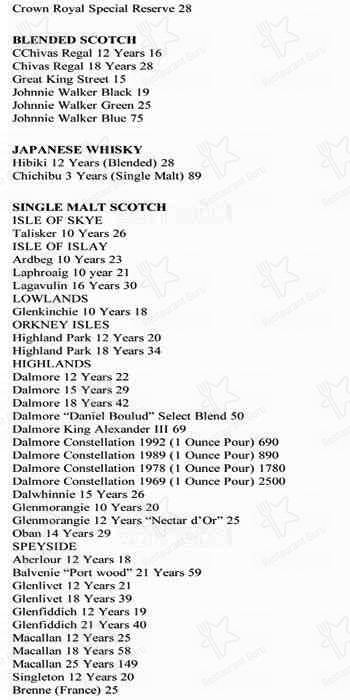 Crown Royal Special Reserve 28
BLENDED SCOTCH
CChivas Regal 12 Years 16
Chivas Regal 18 Years 28
Great King Street 15
Johnnie Walker Black 19
Johnnie Walker Green 25
Johnnie Walker Blue 75
JAPANESE WHISKY
Hibiki 12 Years (Blended) 28
Chichibu 3 Years (Single Malt) 89
SINGLE MALT SCOTCH
ISLE OF SKYE
Talisker 10 Years 26
ISLE OF ISLAY
Ardbeg 10 Years 23
Laphroaig 10 year 21
Lagavulin 16 Years 30
LOWLANDS
Glenkinchie 10 Years 18
ORKNEY ISLES
Highland Park 12 Years 20
Highland Park 18 Years 34
HIGHLANDS
Dalmore 12 Years 22
Dalmore 15 Years 29
Dalmore 18 Years 42
Dalmore “Daniel Boulud” Select Blend 50
Dalmore King Alexander III 69
Dalmore Constellation 1992 (1 Ounce Pour) 690
Dalmore Constellation 1989 (1 Ounce Pour) 890
Dalmore Constellation 1978 (1 Ounce Pour) 1780
Dalmore Constellation 1969 (1 Ounce Pour) 2500
Dalwhinnie 15 Years 26
Glenmorangie 10 Years 20
Glenmorangie 12 Years “Nectar d’Or” 25
Oban 14 Years 29
SPEYSIDE
Aberlour 12 Years 18
Balvenie “Port wood” 21 Years 59
Glenlivet 12 Years 21
Glenlivet 18 Years 39
Glenfiddich 12 Years 19
Glenfiddich 21 Years 40
Macallan 12 Years 25
Macallan 18 Years 58
Macallan 25 Years 149
Singleton 12 Years 20
Brenne (France) 25